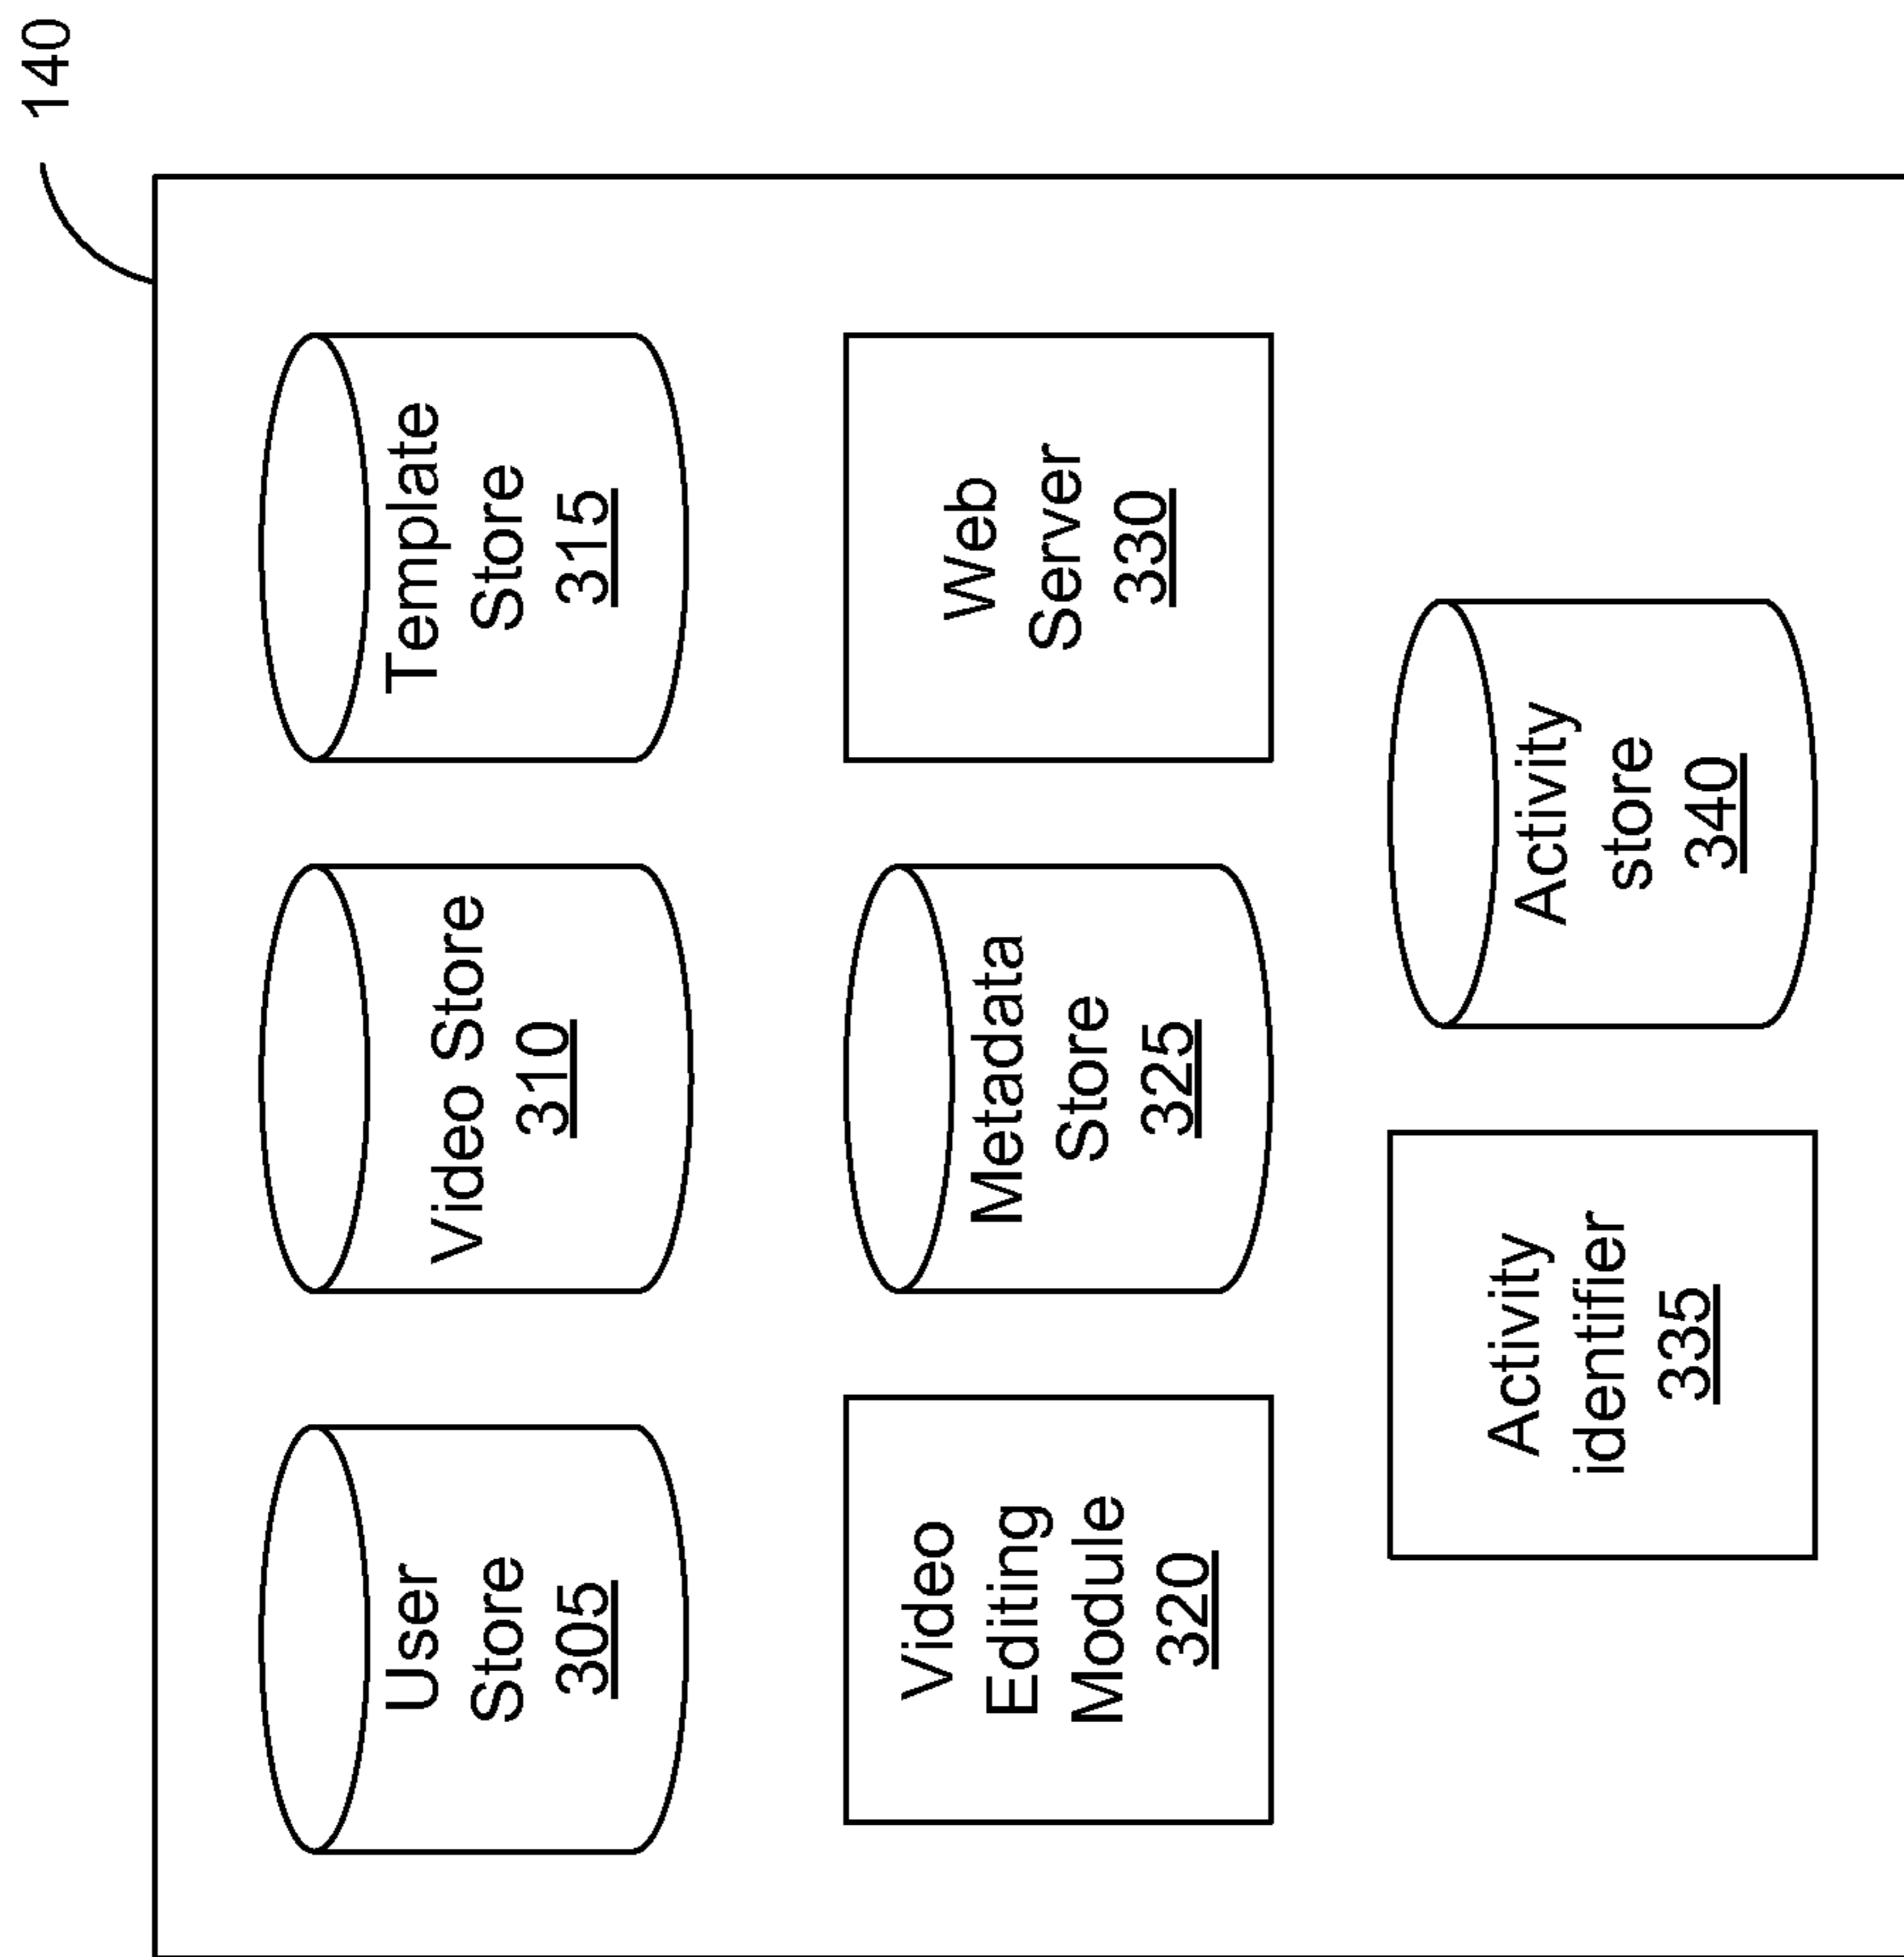 140
User
Store
305
Video Store
310
Template
Store
315
Video
Editing
Module
320
Metadata
Store
325
Web
Server
330
Activity
identifier
335
Activity
store
340